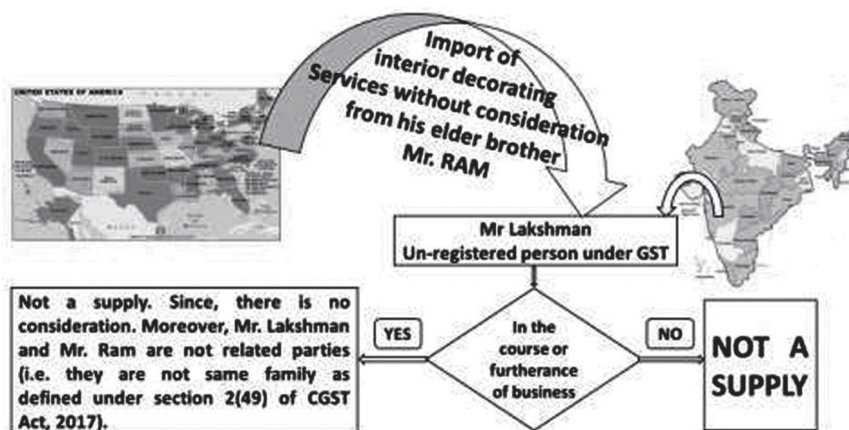 UNITED STATES OF AMERICA
Import of
interior decorating
Services without consideration
from his elder brother
Mr. RAM
Mr Lakshman
Un-registered person under GST
Not a supply. Since, there is no
consideration. Moreover, Mr. Lakshman
and Mr. Ram are not related parties
(i.e. they are not same family as
defined under section 2(49) of CGST
Act, 2017).
YES
In the
course or
furtherance
of business
NO
NOT A
SUPPLY